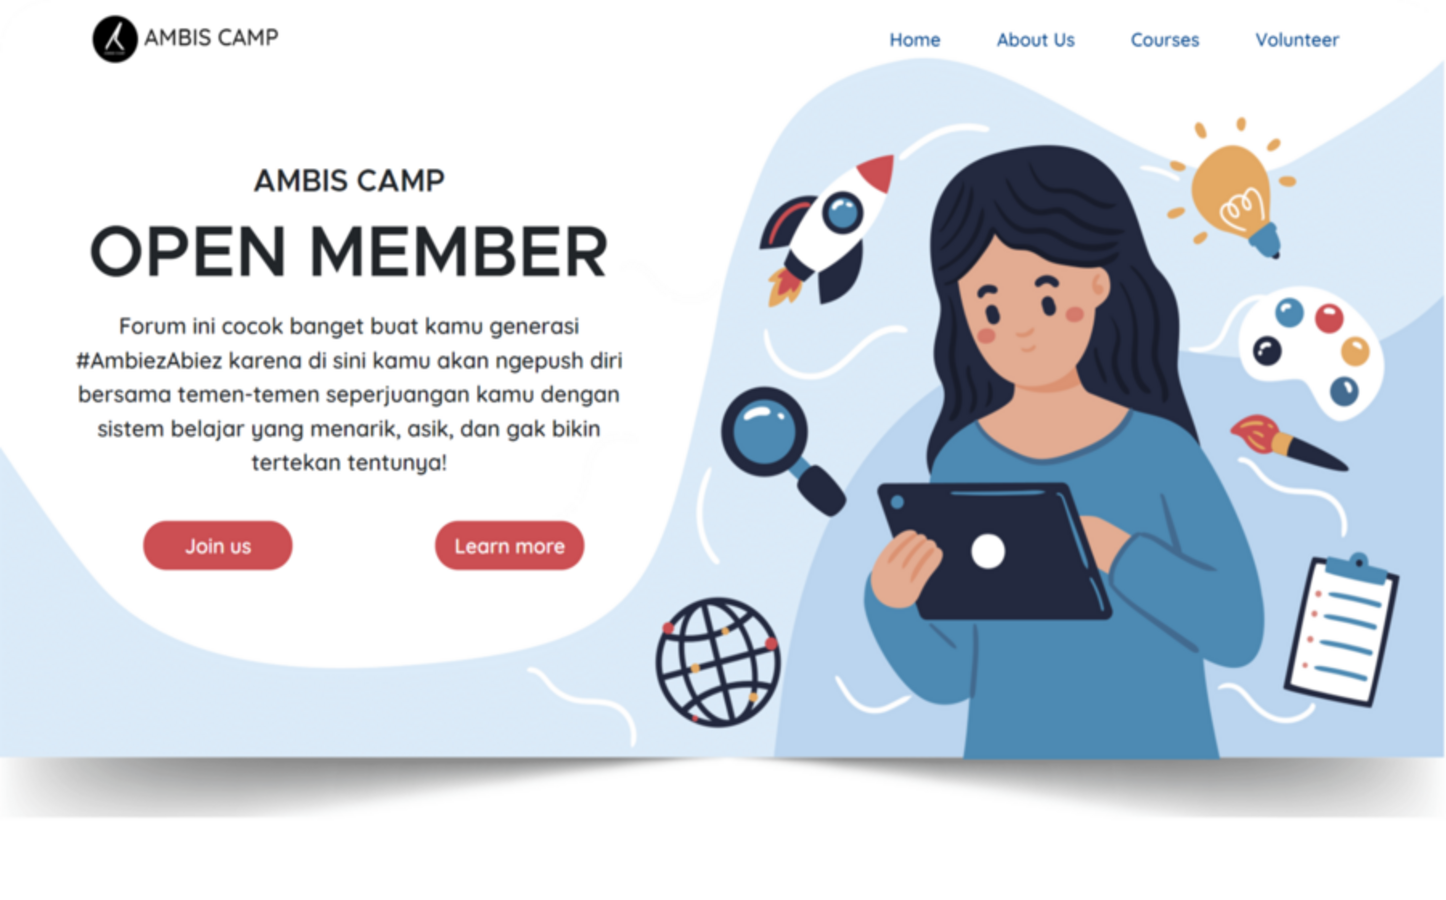 AMBIS CAMP
Home
About Us
Courses
Volunteer
AMBIS CAMP
OPEN MEMBER
Forum ini cocok banget buat kamu generasi
#AmbiezAbiez karena di sini kamu akan ngepush diri
bersama temen-temen seperjuangan kamu dengan
sistem belajar yang menarik, asik, dan gak bikin
tertekan tentunya!
Join us
Learn more